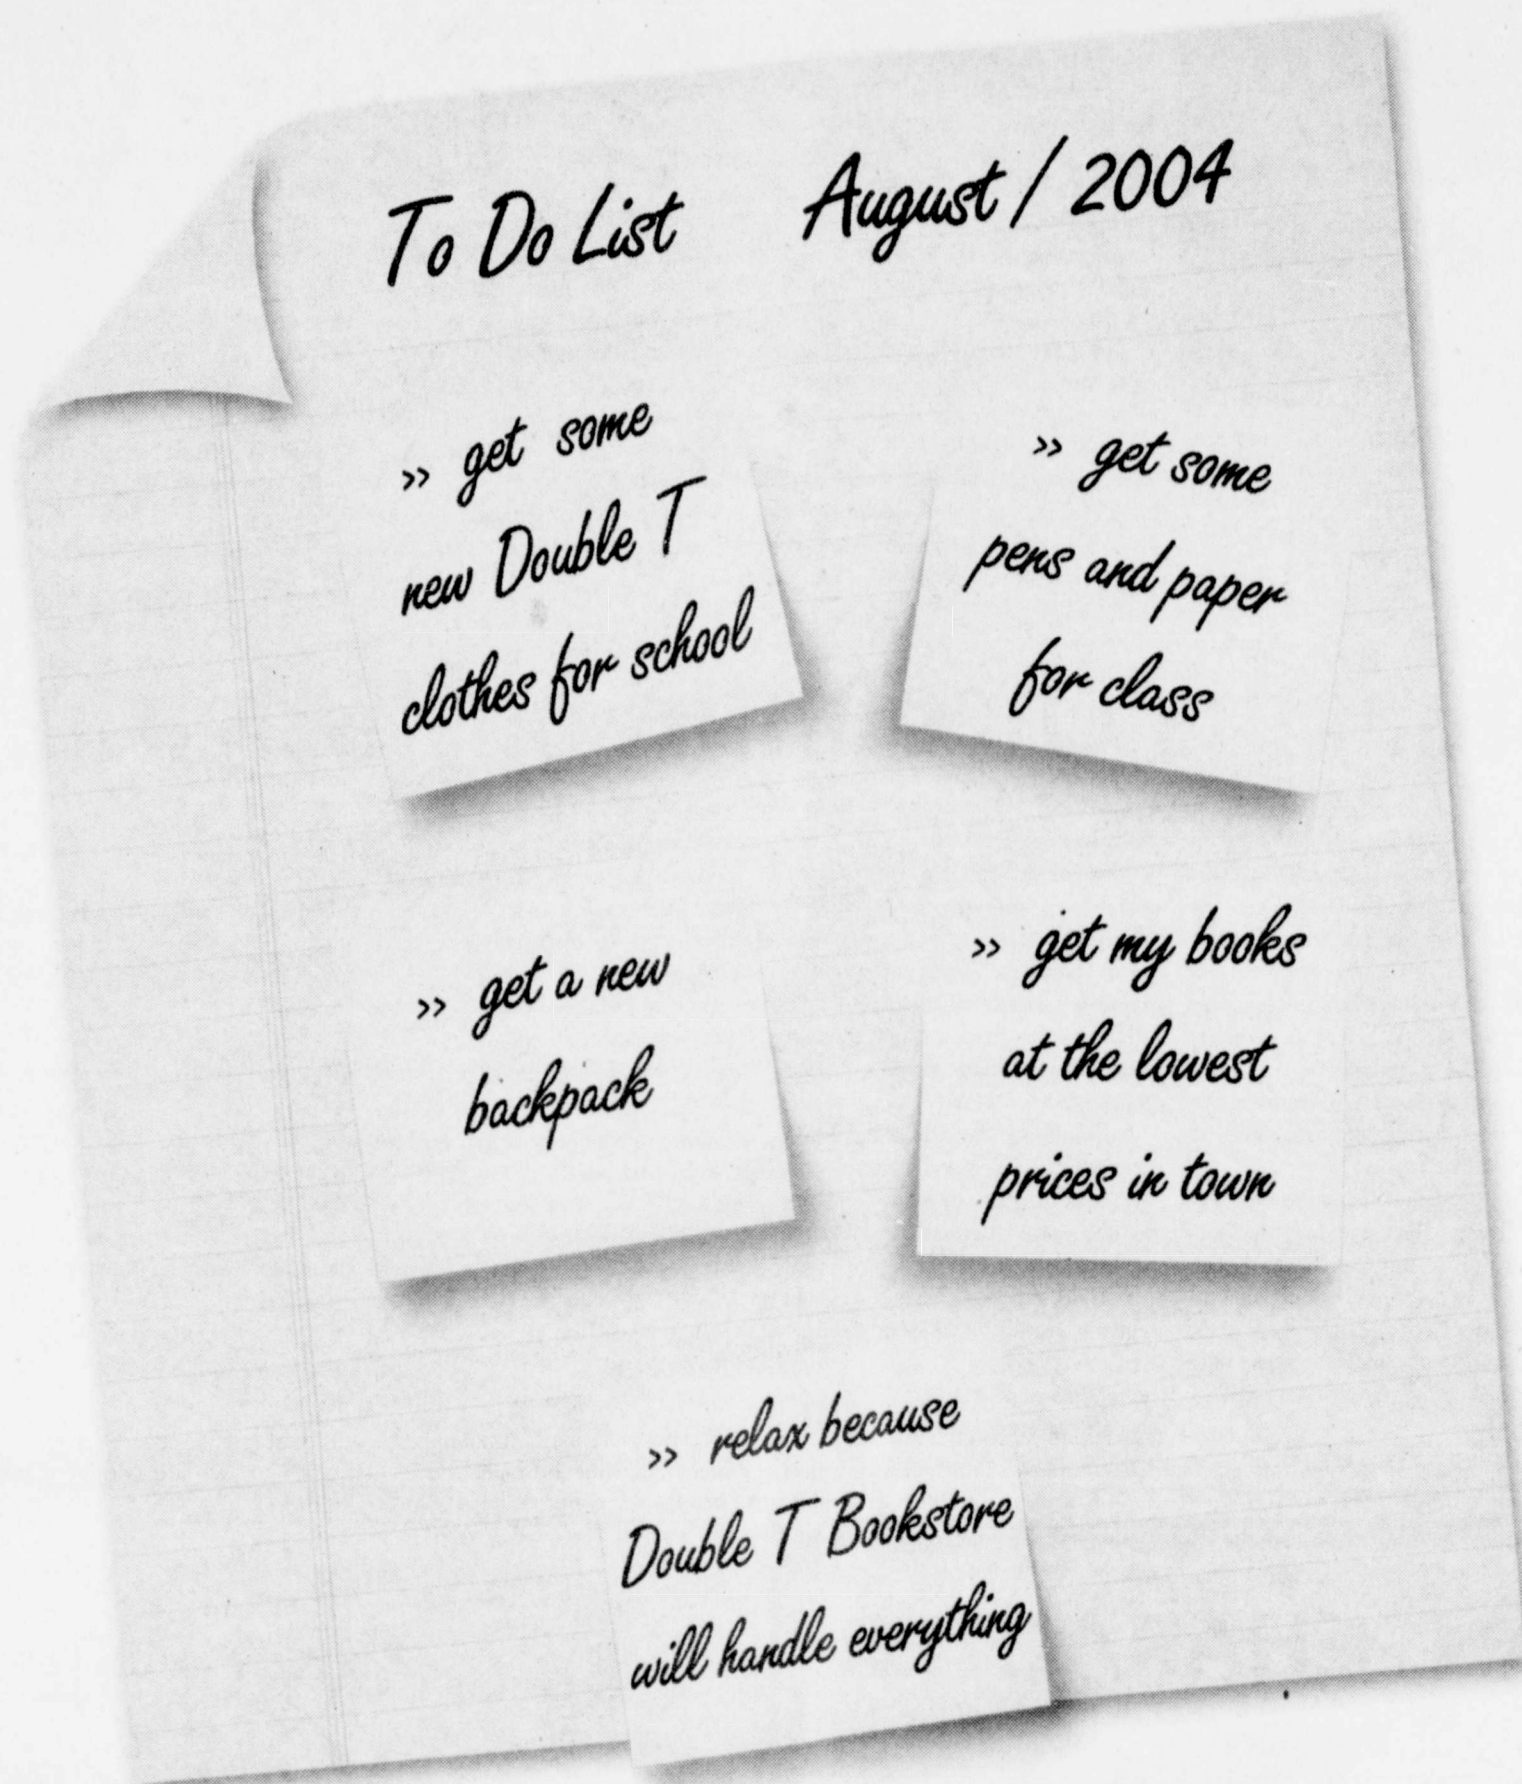 To Do List August / 2004
» get some
new Double T
clothes for school
» get some
pens and paper
for class
» get a new
backpack
» get my books
at the lowest
prices in town
» relax because
Double T Bookstore
will handle everything